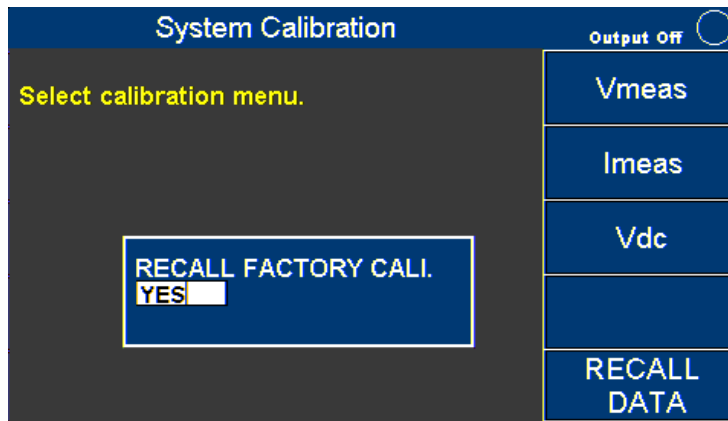 System Calibration
Output Off
Select calibration menu.
Vmeas
Imeas
Vdc
RECALL FACTORY CALI.
YES
RECALL
DATA